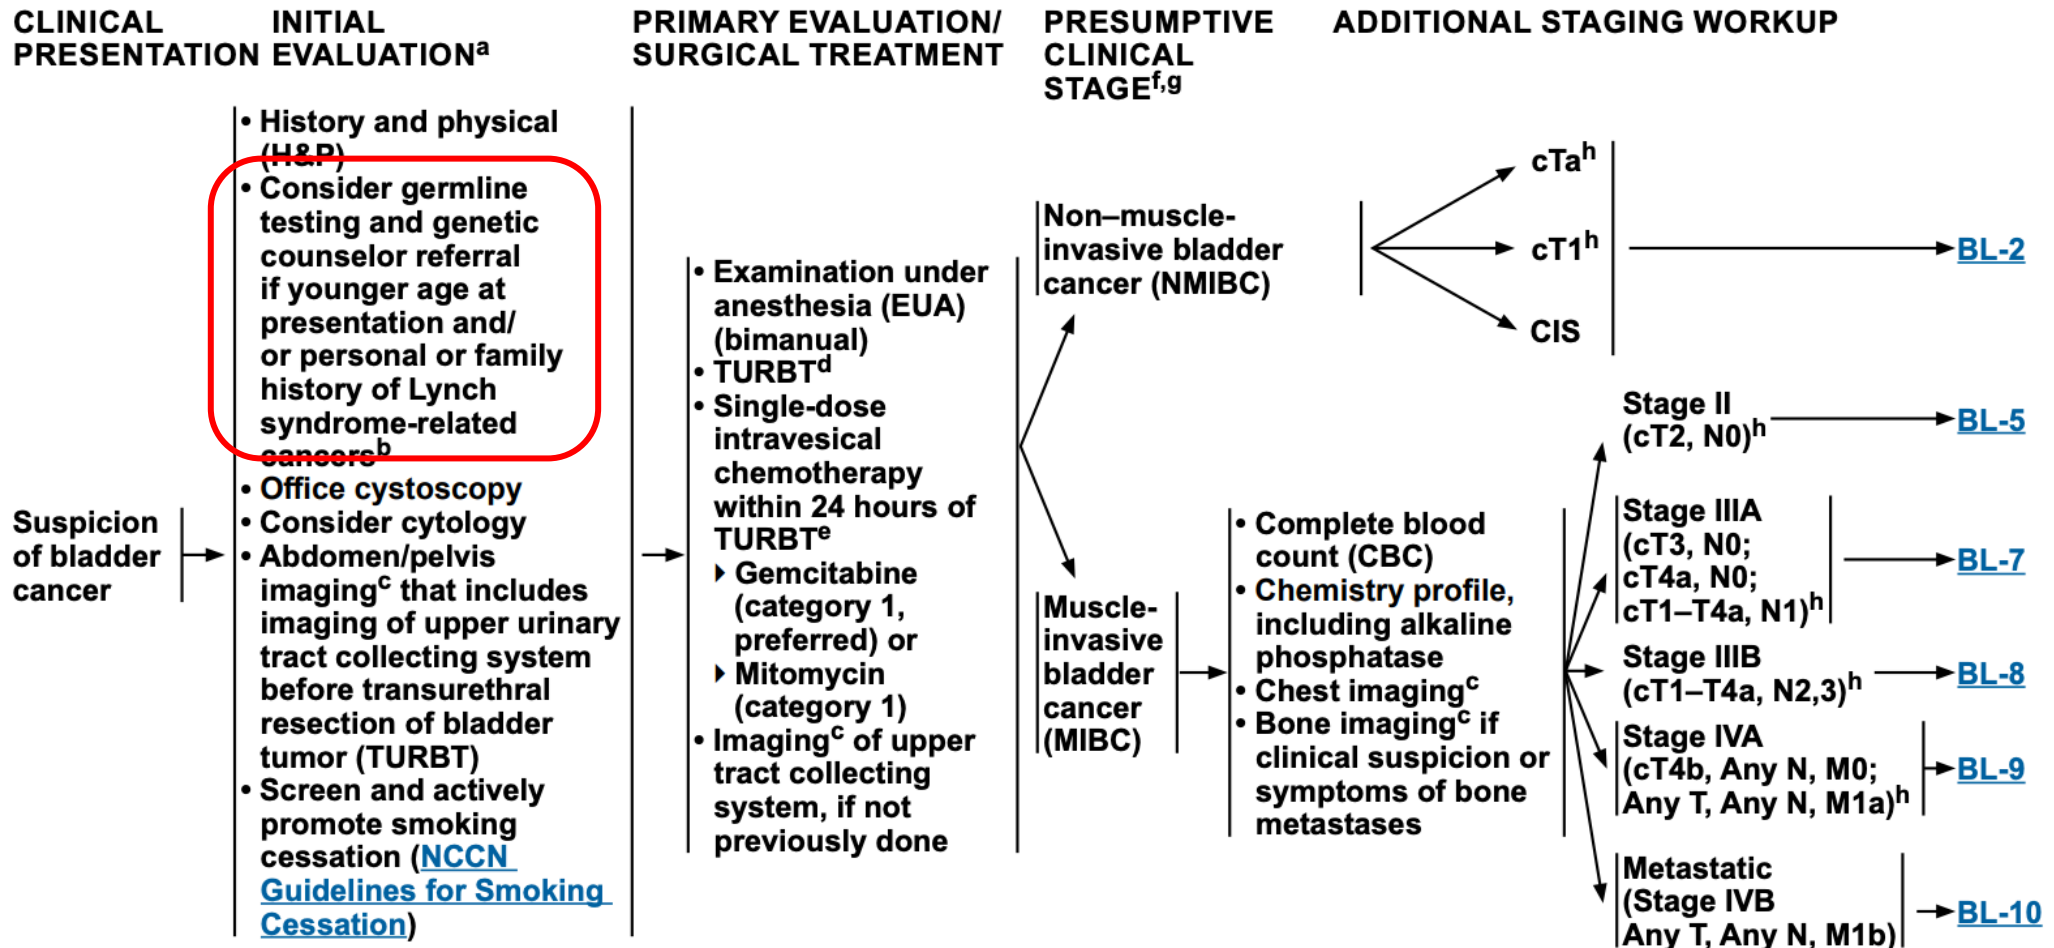 CLINICAL
PRESENTATION
INITIAL
EVALUATIONa
PRIMARY EVALUATION/
SURGICAL TREATMENT
PRESUMPTIVE
CLINICAL
STAGEf,g
ADDITIONAL STAGING WORKUP
Suspicion
of bladder
cancer
• History and physical
(H&P)
• Consider germline
testing and genetic
counselor referral
if younger age at
presentation and/
or personal or family
history of Lynch
syndrome-related
cancersb
• Office cystoscopy
• Consider cytology
• Abdomen/pelvis
imagingc that includes
imaging of upper urinary
tract collecting system
before transurethral
resection of bladder
tumor (TURBT)
• Screen and actively
promote smoking
cessation (NCCN
Guidelines for Smoking
Cessation)
• Examination under
anesthesia (EUA)
(bimanual)
• TURBTd
• Single-dose
intravesical
chemotherapy
within 24 hours of
TURBTe
Gemcitabine
(category 1,
preferred) or
Mitomycin
(category 1)
• Imagingc of upper
tract collecting
system, if not
previously done
Non–muscle-
invasive bladder
cancer (NMIBC)
cTah
cT1h
CIS
BL-2
Muscle-
invasive
bladder
cancer
(MIBC)
• Complete blood
count (CBC)
• Chemistry profile,
including alkaline
phosphatase
• Chest imagingc
• Bone imagingc if
clinical suspicion or
symptoms of bone
metastases
Stage II
(cT2, N0)h
BL-5
Stage IIIA
(cT3, N0;
cT4a, N0;
cT1–T4a, N1)h
BL-7
Stage IIIB
(cT1–T4a, N2,3)h
BL-8
Stage IVA
(cT4b, Any N, M0;
Any T, Any N, M1a)h
BL-9
Metastatic
(Stage IVB
Any T, Any N, M1b)
BL-10